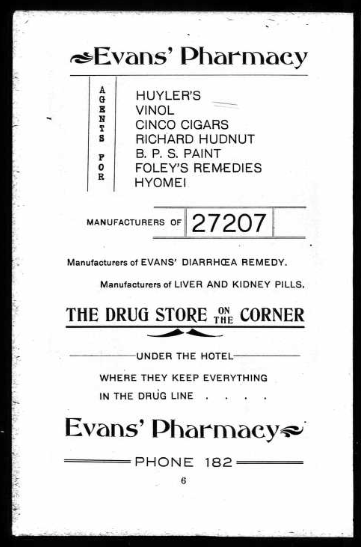 Evans' Pharmacy
AGENTS FOR
HUYLER'S
VINOL
CINCO CIGARS
RICHARD HUDNUT
B. P. S. PAINT
FOLEY'S REMEDIES
HYOMEI
MANUFACTURERS OF 27207
Manufacturers of EVANS' DIARRHŒA REMEDY.
Manufacturers of LIVER AND KIDNEY PILLS.
THE DRUG STORE ON THE CORNER
UNDER THE HOTEL
WHERE THEY KEEP EVERYTHING
IN THE DRUG LINE . . . .
Evans' Pharmacy
PHONE 182
6